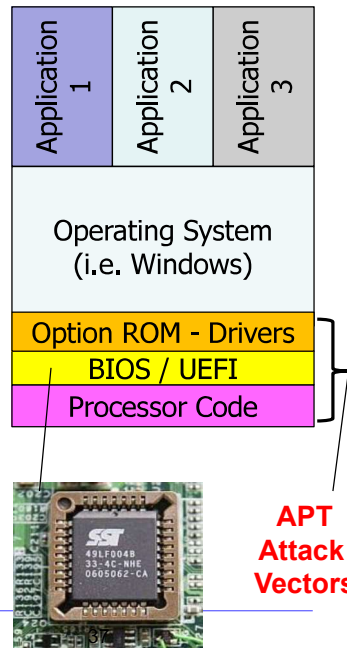 Application
1
Application
2
Application
3
Operating System
(i.e. Windows)
Option ROM - Drivers
BIOS / UEFI
Processor Code
SST
49LF004B
33-4C-NHE
0605062-CA
APT
Attack
Vectors
37